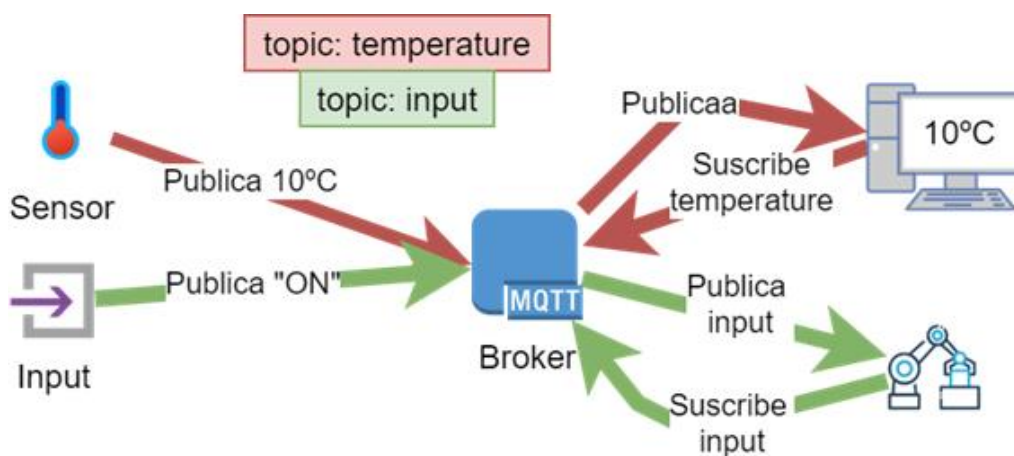 topic: temperature
topic: input
Sensor
Publica 10ºC
Input
Publica "ON"
MQTT
Broker
Publicaa
Suscribe
temperature
10ºC
Publica
input
Suscribe
input